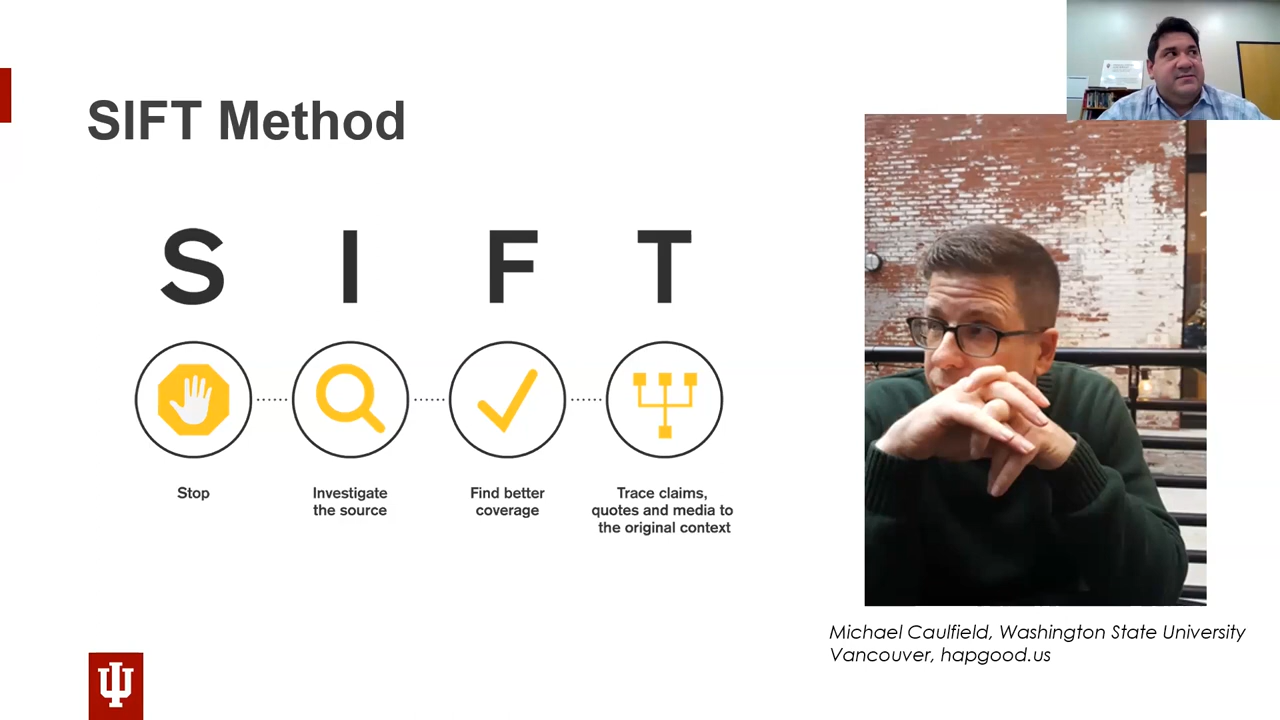 SIFT Method
S I F T
Stop
Investigate
the source
Find better
coverage
Trace claims,
quotes and media to
the original context
Michael Caulfield, Washington State University
Vancouver, hapgood.us